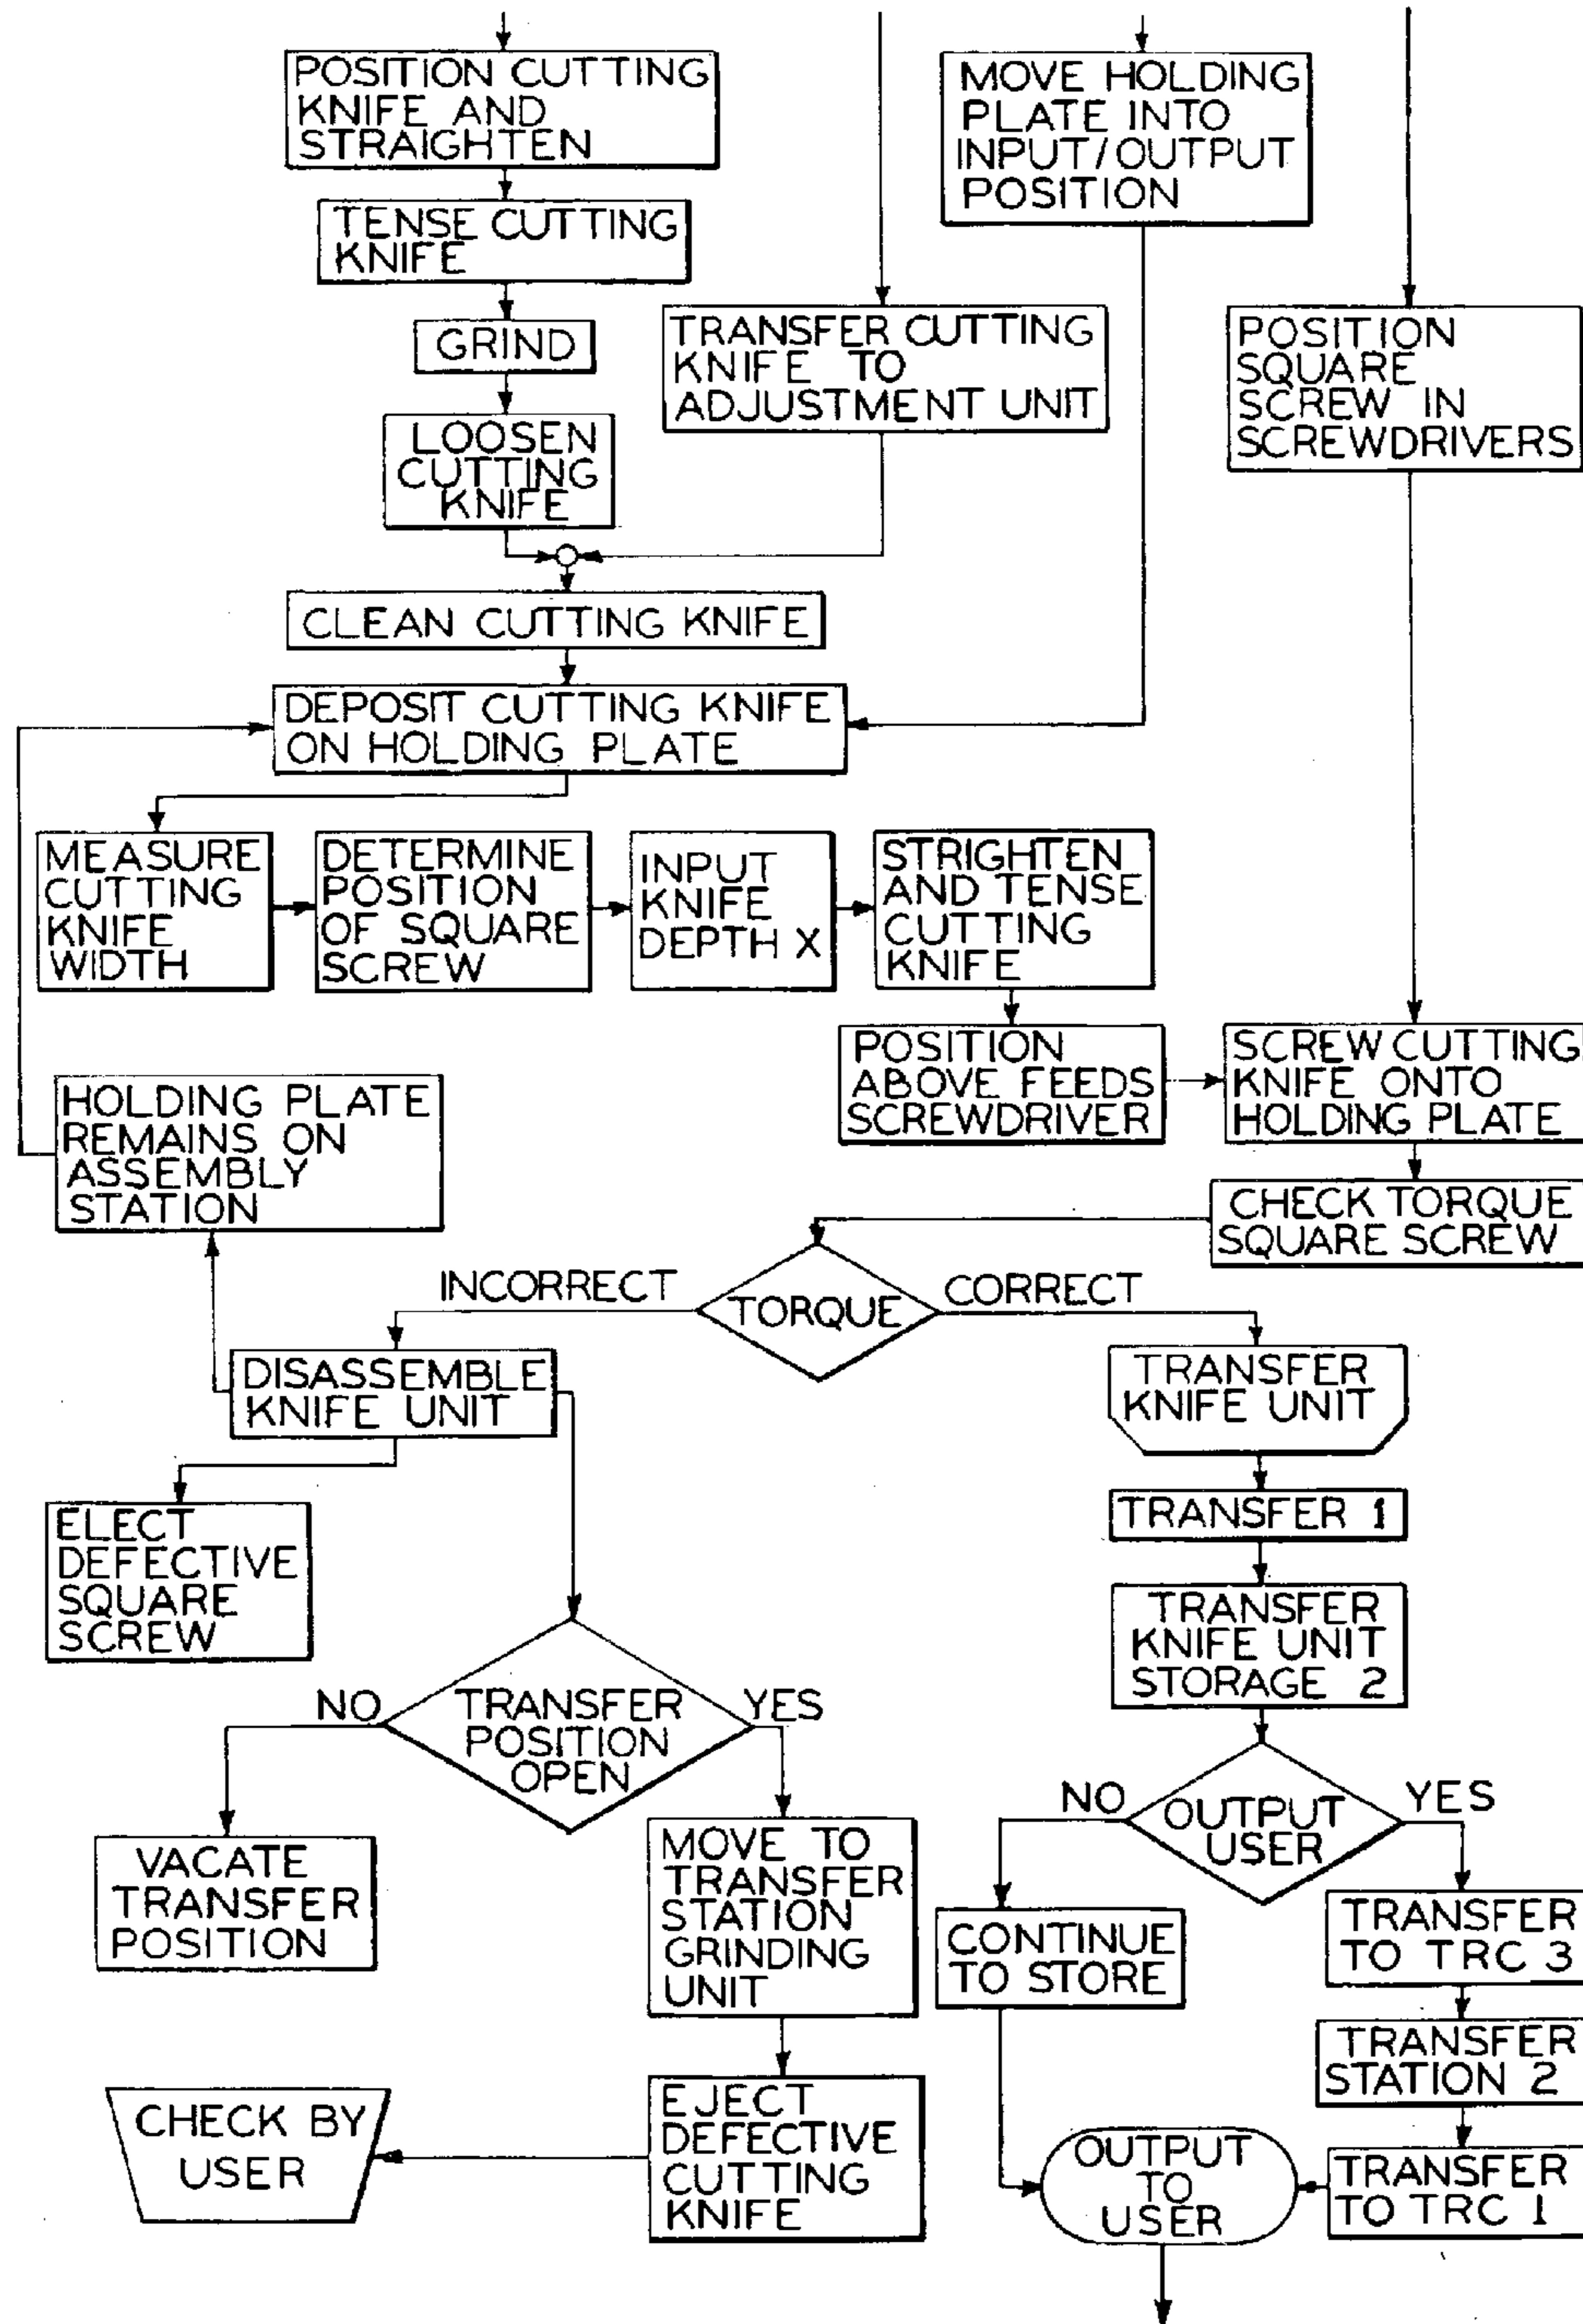 POSITION CUTTING
KNIFE AND
STRAIGHTEN
MOVE HOLDING
PLATE INTO
INPUT/OUTPUT
POSITION
TENSE CUTTING
KNIFE
GRIND
TRANSFER CUTTING
KNIFE TO
ADJUSTMENT UNIT
POSITION
SQUARE
SCREW IN
SCREWDRIVERS
LOOSEN
CUTTING
KNIFE
CLEAN CUTTING KNIFE
DEPOSIT CUTTING KNIFE
ON HOLDING PLATE
MEASURE
CUTTING
KNIFE
WIDTH
DETERMINE
POSITION
OF SQUARE
SCREW
INPUT
KNIFE
DEPTH X
STRIGHTEN
AND TENSE
CUTTING
KNIFE
POSITION
ABOVE FEEDS
SCREWDRIVER
SCREW CUTTING
KNIFE ONTO
HOLDING PLATE
HOLDING PLATE
REMAINS ON
ASSEMBLY
STATION
CHECK TORQUE
SQUARE SCREW
INCORRECT
TORQUE
CORRECT
DISASSEMBLE
KNIFE UNIT
TRANSFER
KNIFE UNIT
ELECT
DEFECTIVE
SQUARE
SCREW
TRANSFER 1
TRANSFER
KNIFE UNIT
STORAGE 2
NO
TRANSFER
POSITION
OPEN
YES
NO
OUTPUT
USER
YES
VACATE
TRANSFER
POSITION
MOVE TO
TRANSFER
STATION
GRINDING
UNIT
CONTINUE
TO STORE
TRANSFER
TO TRC 3
TRANSFER
STATION 2
CHECK BY
USER
EJECT
DEFECTIVE
CUTTING
KNIFE
OUTPUT
TO
USER
TRANSFER
TO TRC 1